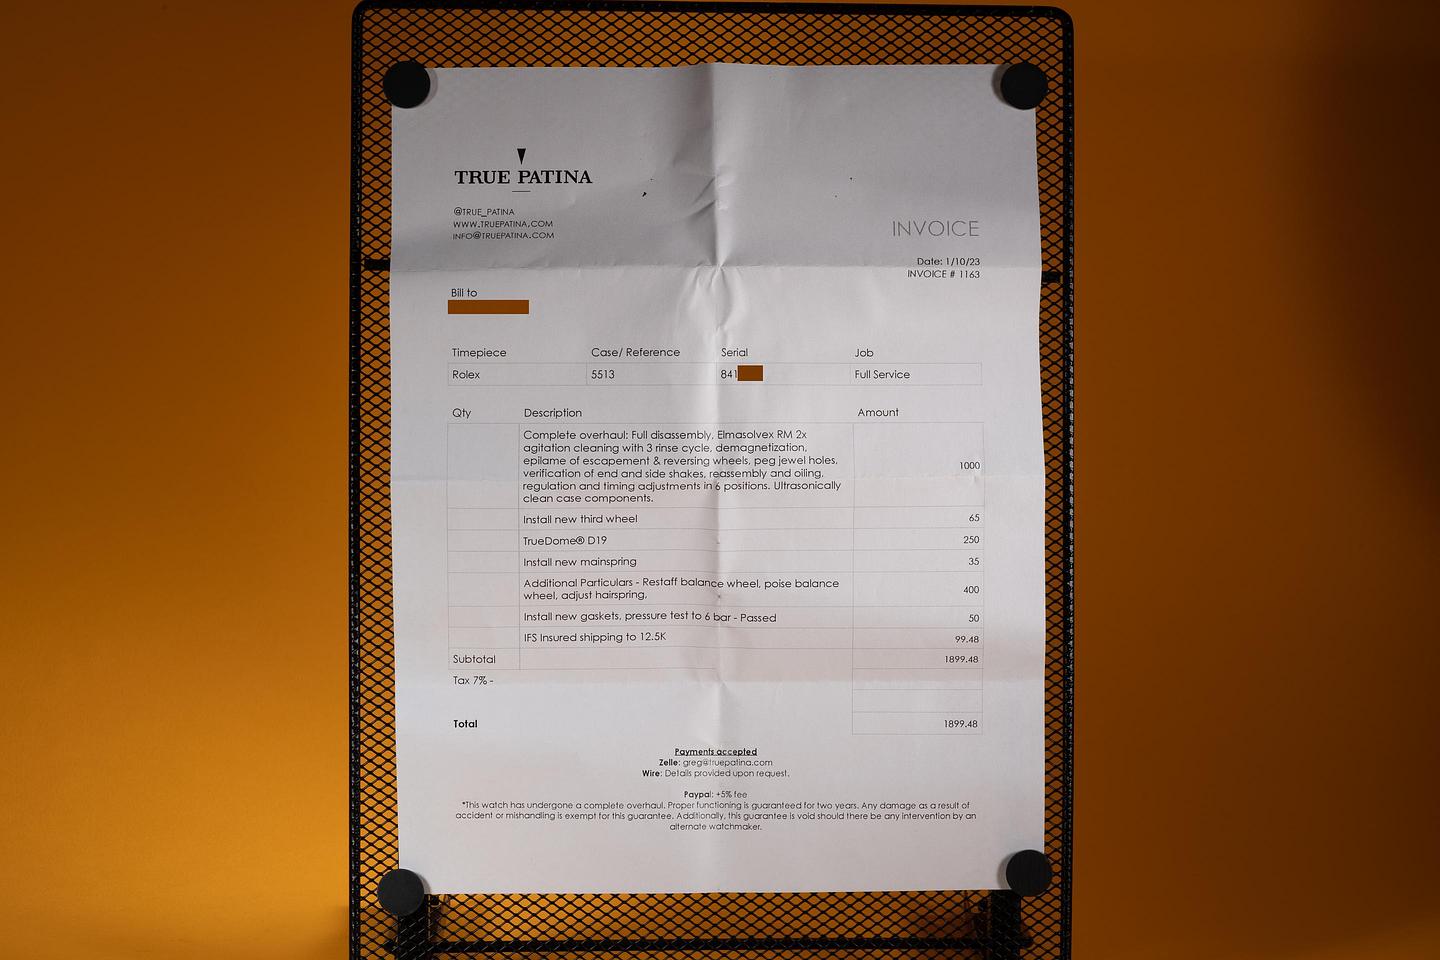 TRUE PATINA
@TRUE_PATINA
WWW.TRUEPATINA.COM
INFO@TRUEPATINA.COM
INVOICE
Date: 1/10/23
INVOICE # 1163
Bill to
Timepiece Case/ Reference Serial Job
Rolex 5513 841 Full Service
Qty Description Amount
Complete overhaul: Full disassembly, Elmasolvex RM 2x
agitation cleaning with 3 rinse cycle, demagnetization,
epilame of escapement & reversing wheels, peg jewel holes,
verification of end and side shakes, reassembly and oiling,
regulation and timing adjustments in 6 positions. Ultrasonically
clean case components.
1000
Install new third wheel 65
TrueDome® D19 250
Install new mainspring 35
Additional Particulars - Restaff balance wheel, poise balance
wheel, adjust hairspring,
400
Install new gaskets, pressure test to 6 bar - Passed 50
IFS Insured shipping to 12.5K 99.48
Subtotal 1899.48
Tax 7% -
Total 1899.48
Payments accepted
Zelle: greg@truepatina.com
Wire: Details provided upon request.
Paypal: +5% fee
*This watch has undergone a complete overhaul. Proper functioning is guaranteed for two years. Any damage as a result of
accident or mishandling is exempt for this guarantee. Additionally, this guarantee is void should there be any intervention by an
alternate watchmaker.